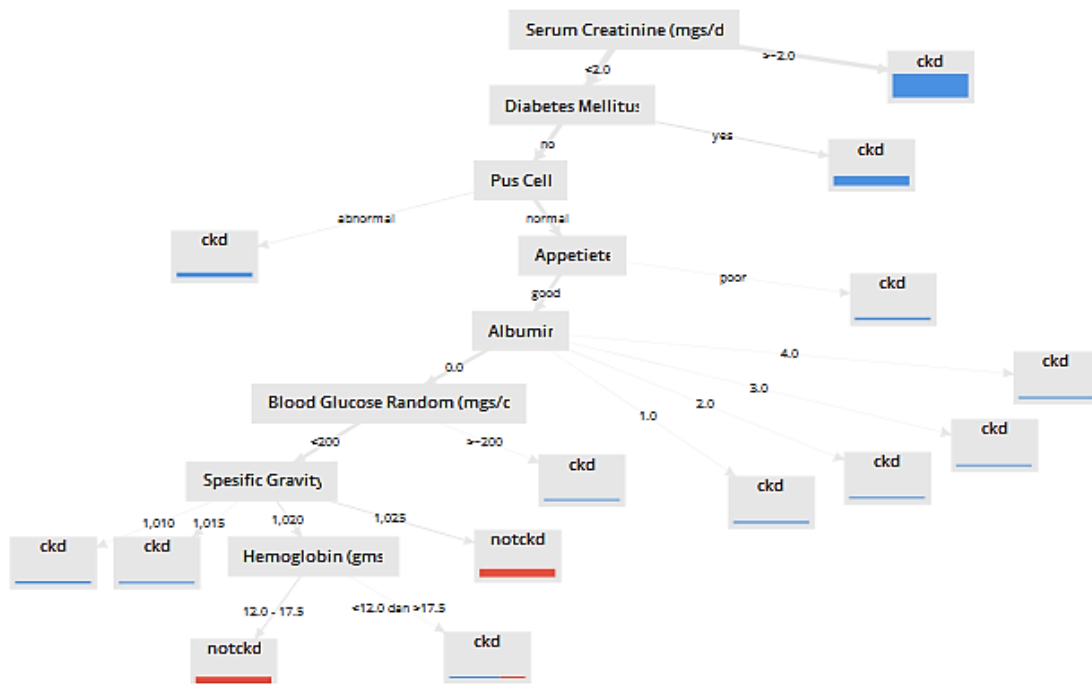 Serum Creatinine (mgs/d
<2.0
>=2.0
ckd
Diabetes Mellitus
no
yes
ckd
Pus Cell
abnormal
normal
ckd
Appetiete
good
poor
ckd
Albumin
0.0
1.0
2.0
3.0
4.0
ckd
Blood Glucose Random (mgs/c
<200
>=200
ckd
ckd
ckd
ckd
Spesific Gravity
1,010
1,015
1,020
1,025
ckd
ckd
Hemoglobin (gms
notckd
12.0 - 17.5
<12.0 dan >17.5
notckd
ckd